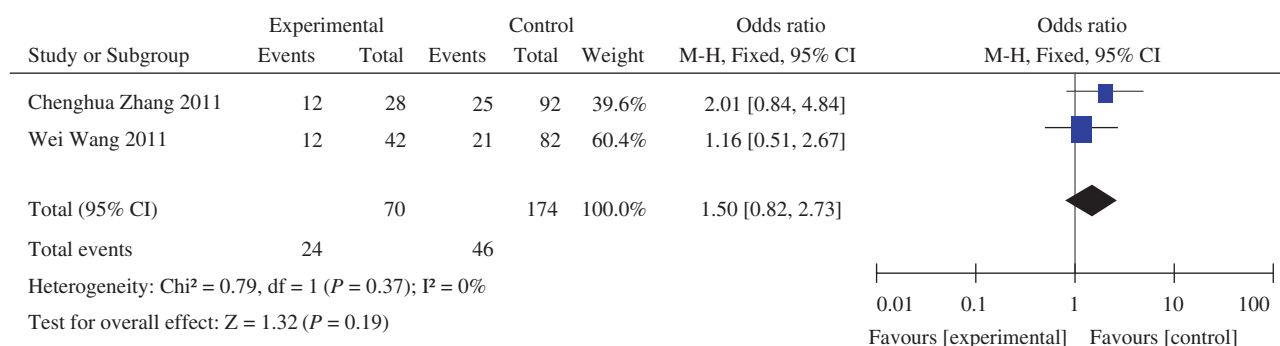 Experimental Control Odds ratio Odds ratio
Study or Subgroup Events Total Events Total Weight M-H, Fixed, 95% CI M-H, Fixed, 95% CI
Chenghua Zhang 2011 12 28 25 92 39.6% 2.01 [0.84, 4.84]
Wei Wang 2011 12 42 21 82 60.4% 1.16 [0.51, 2.67]
Total (95% CI) 70 174 100.0% 1.50 [0.82, 2.73]
Total events 24 46
Heterogeneity: Chi² = 0.79, df = 1 (P = 0.37); I² = 0%
Test for overall effect: Z = 1.32 (P = 0.19)
0.01 0.1 1 10 100
Favours [experimental] Favours [control]